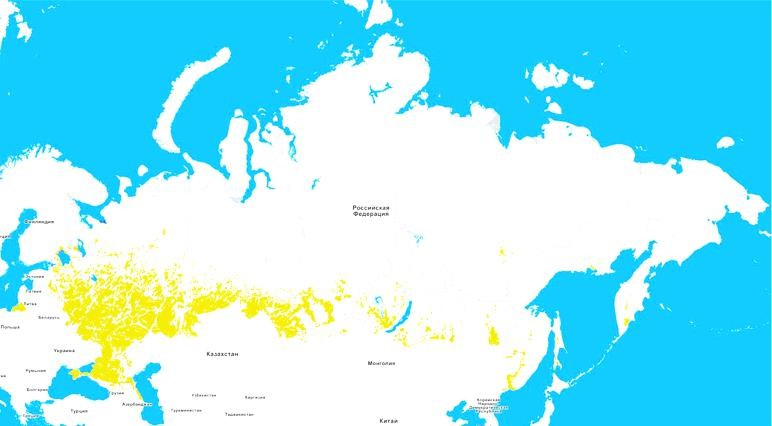 Финляндия
Российская
Федерация
Эстония
Латвия
Литва
Беларусь
Польша
Украина
Казахстан
Румыния
Монголия
Болгария
Грузия
Узбекистан
Киргизия
Азербайджан
Турция
Туркменистан
Таджикистан
Корейская
Народно
Демократическая
Республика
Греция
Китай